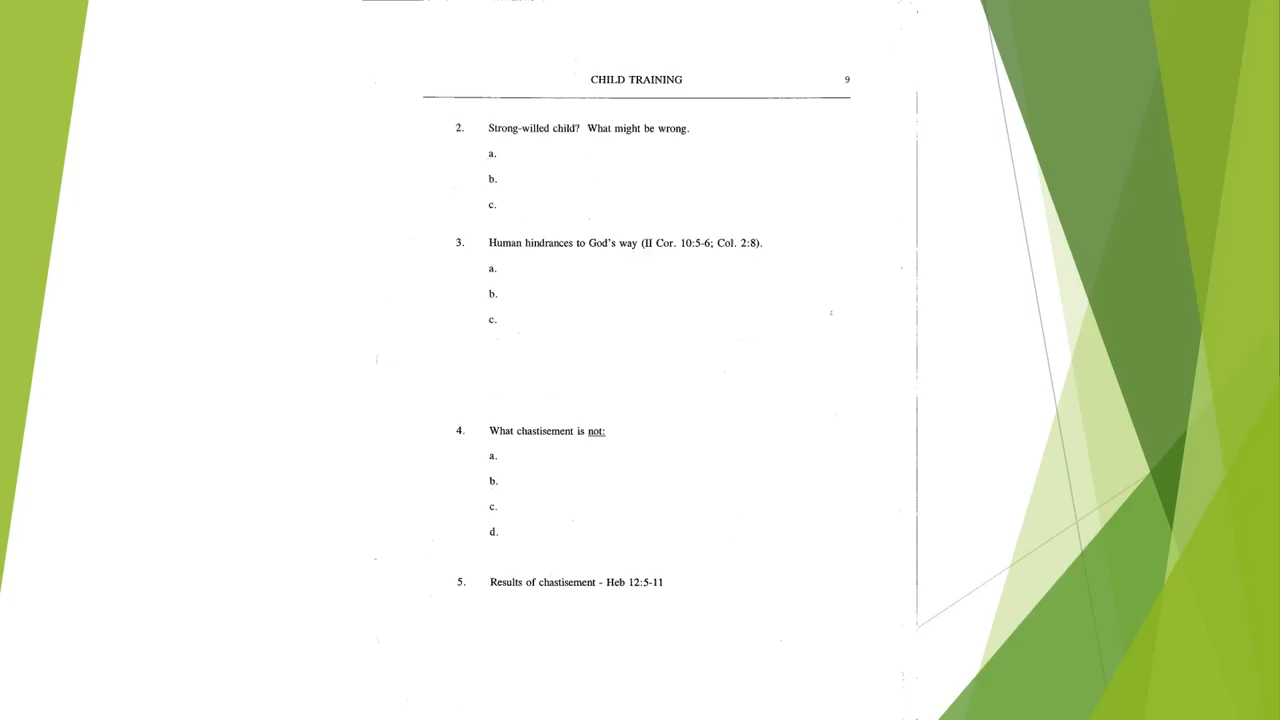 CHILD TRAINING 9
2. Strong-willed child? What might be wrong.
a.
b.
c.
3. Human hindrances to God's way (II Cor. 10:5-6; Col. 2:8).
a.
b.
c.
4. What chastisement is not:
a.
b.
c.
d.
5. Results of chastisement - Heb 12:5-11